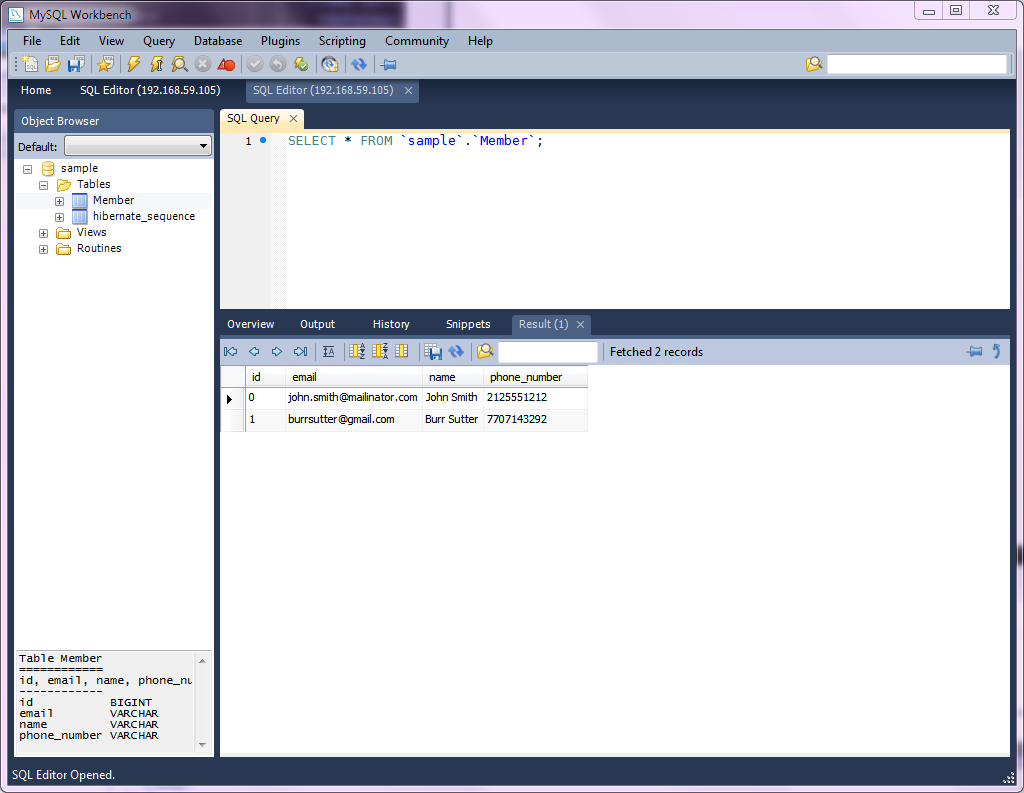 MySQL Workbench
File Edit View Query Database Plugins Scripting Community Help
Home SQL Editor (192.168.59.105) SQL Editor (192.168.59.105)
Object Browser
Default:
sample
Tables
Member
hibernate_sequence
Views
Routines
SQL Query
1 SELECT * FROM `sample`.`Member`;
Overview Output History Snippets Result (1)
Fetched 2 records
id email name phone_number
0 john.smith@mailinator.com John Smith 2125551212
1 burrsutter@gmail.com Burr Sutter 7707143292
Table Member
============
id, email, name, phone_nu
------------
id BIGINT
email VARCHAR
name VARCHAR
phone_number VARCHAR
SQL Editor Opened.